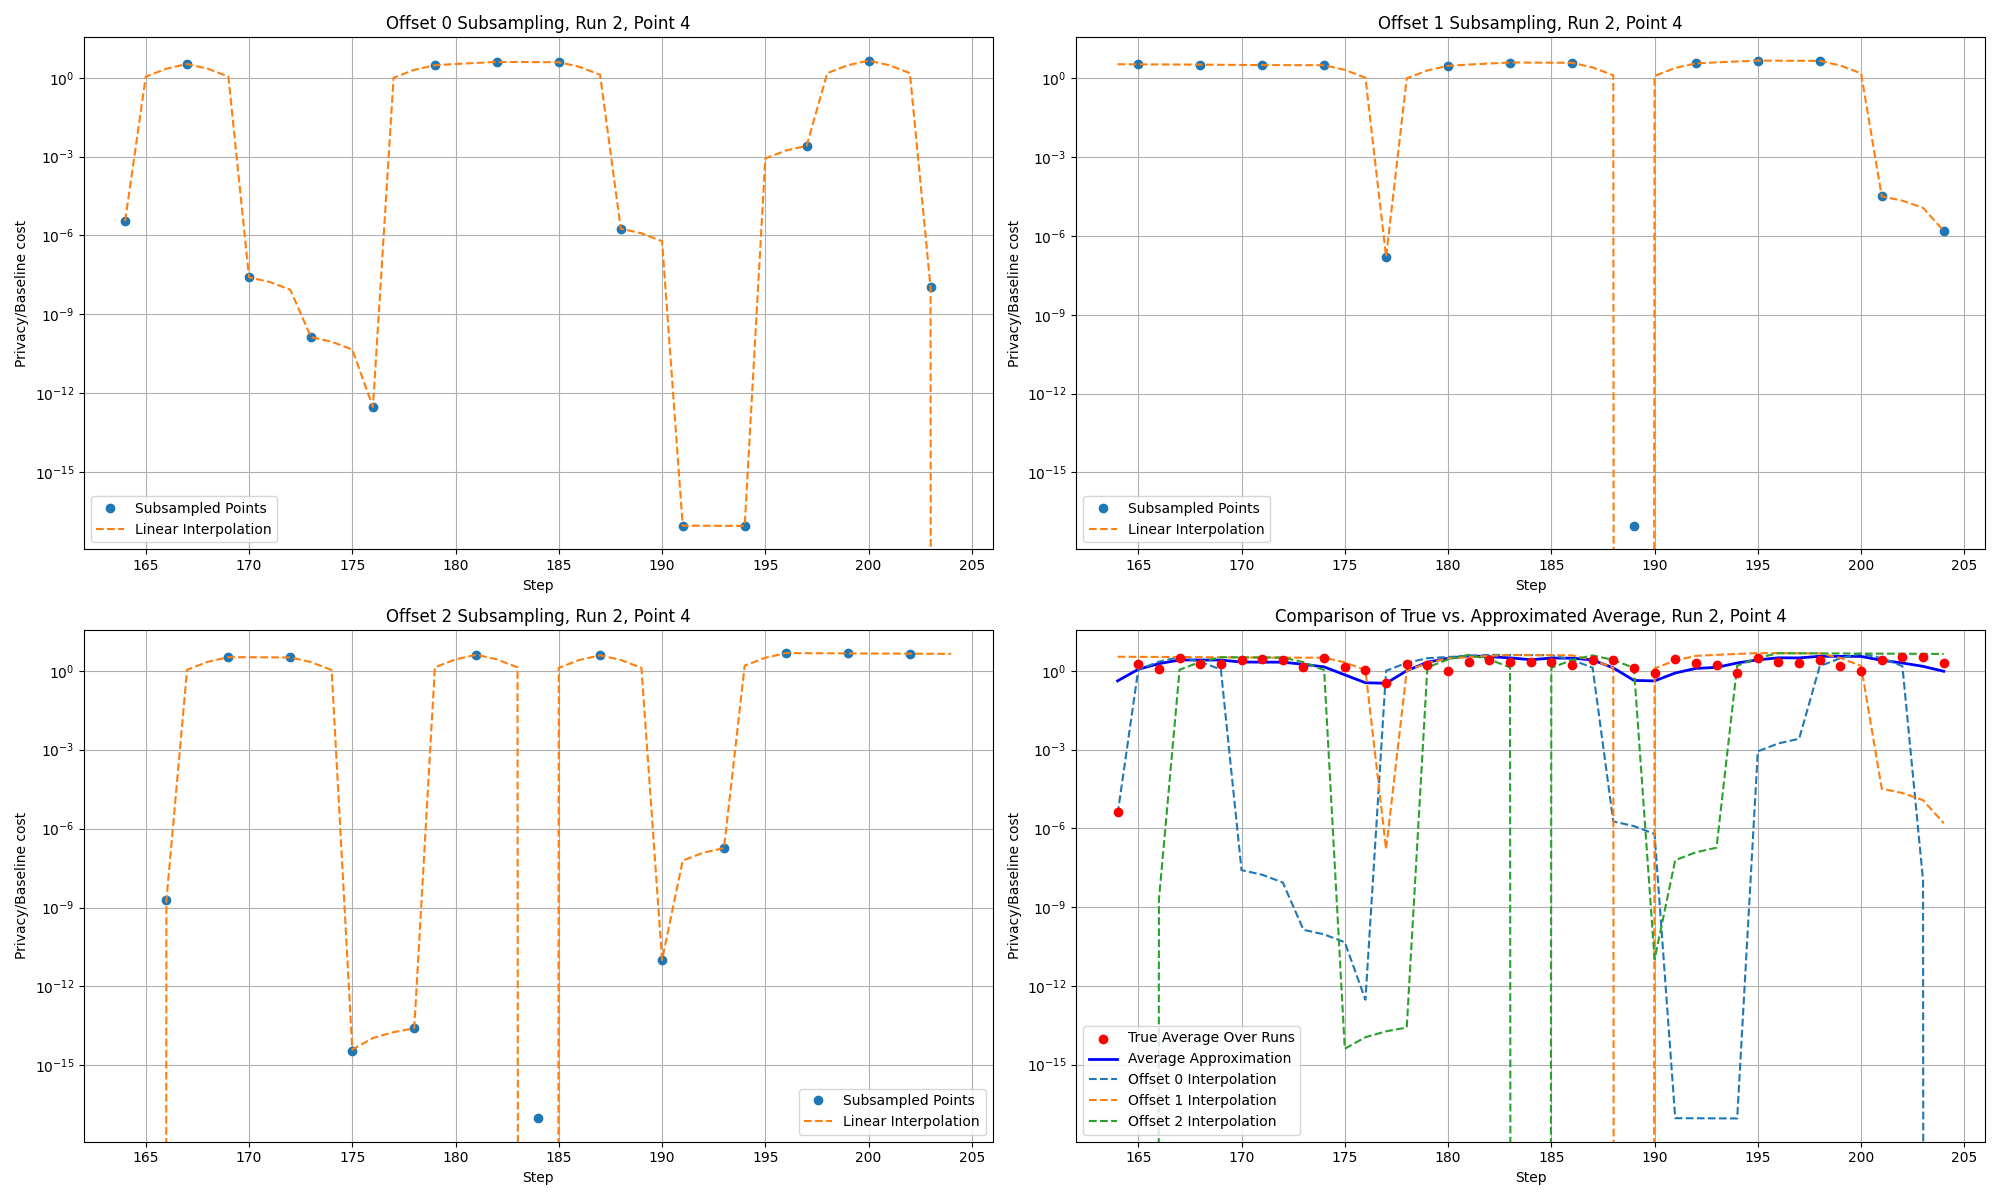 Offset 0 Subsampling, Run 2, Point 4
Privacy/Baseline cost
10^0
10^-3
10^-6
10^-9
10^-12
10^-15
Subsampled Points
Linear Interpolation
165 170 175 180 185 190 195 200 205
Step
Offset 1 Subsampling, Run 2, Point 4
Privacy/Baseline cost
10^0
10^-3
10^-6
10^-9
10^-12
10^-15
Subsampled Points
Linear Interpolation
165 170 175 180 185 190 195 200 205
Step
Offset 2 Subsampling, Run 2, Point 4
Privacy/Baseline cost
10^0
10^-3
10^-6
10^-9
10^-12
10^-15
Subsampled Points
Linear Interpolation
165 170 175 180 185 190 195 200 205
Step
Comparison of True vs. Approximated Average, Run 2, Point 4
Privacy/Baseline cost
10^0
10^-3
10^-6
10^-9
10^-12
10^-15
True Average Over Runs
Average Approximation
Offset 0 Interpolation
Offset 1 Interpolation
Offset 2 Interpolation
165 170 175 180 185 190 195 200 205
Step